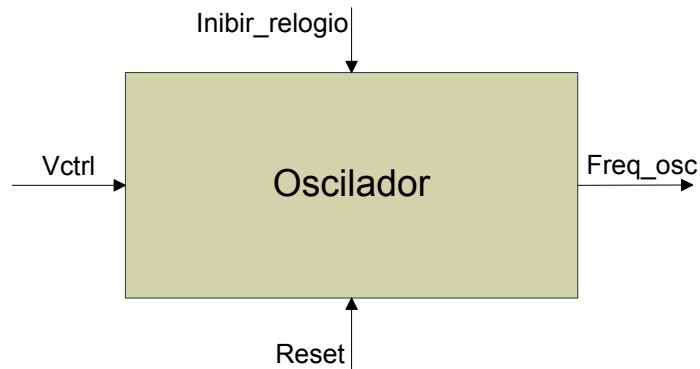 Inibir_relogio
Vctrl
Oscilador
Freq_osc
Reset